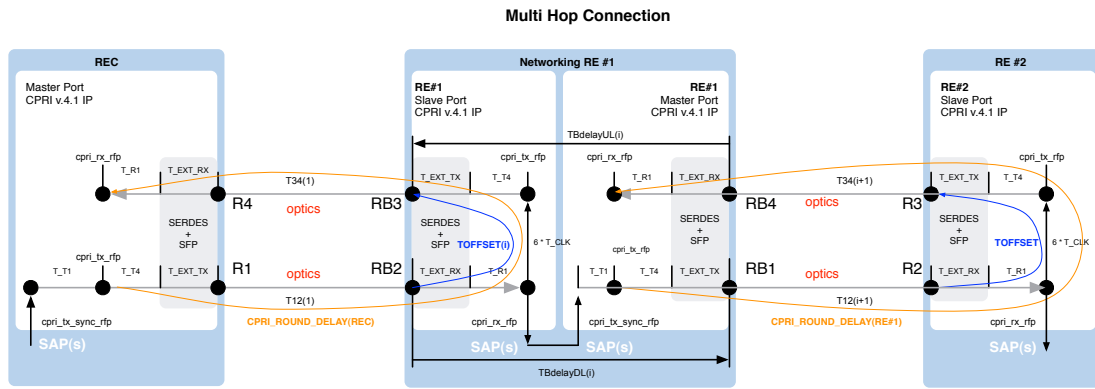 Multi Hop Connection
REC
Networking RE #1
RE #2
Master Port
CPRI v.4.1 IP
RE#1
Slave Port
CPRI v.4.1 IP
RE#1
Master Port
CPRI v.4.1 IP
RE#2
Slave Port
CPRI v.4.1 IP
TBdelayUL(i)
cpri_rx_rfp
cpri_tx_rfp
cpri_rx_rfp
cpri_tx_rfp
T_R1
T_EXT_RX
T_EXT_TX
T_T4
T_R1
T_EXT_RX
T_EXT_TX
T_T4
T34(1)
T34(i+1)
R4
optics
RB3
RB4
optics
R3
SERDES
+
SFP
SERDES
+
SFP
SERDES
+
SFP
SERDES
+
SFP
TOFFSET(i)
6 * T_CLK
TOFFSET
6 * T_CLK
cpri_tx_rfp
cpri_tx_rfp
T_T1
T_T4
T_EXT_TX
R1
optics
RB2
T_EXT_RX
T_R1
T_T1
T_T4
T_EXT_TX
RB1
optics
R2
T_EXT_RX
T_R1
T12(1)
T12(i+1)
cpri_tx_sync_rfp
CPRI_ROUND_DELAY(REC)
cpri_rx_rfp
cpri_tx_sync_rfp
CPRI_ROUND_DELAY(RE#1)
cpri_rx_rfp
SAP(s)
SAP(s)
SAP(s)
SAP(s)
TBdelayDL(i)